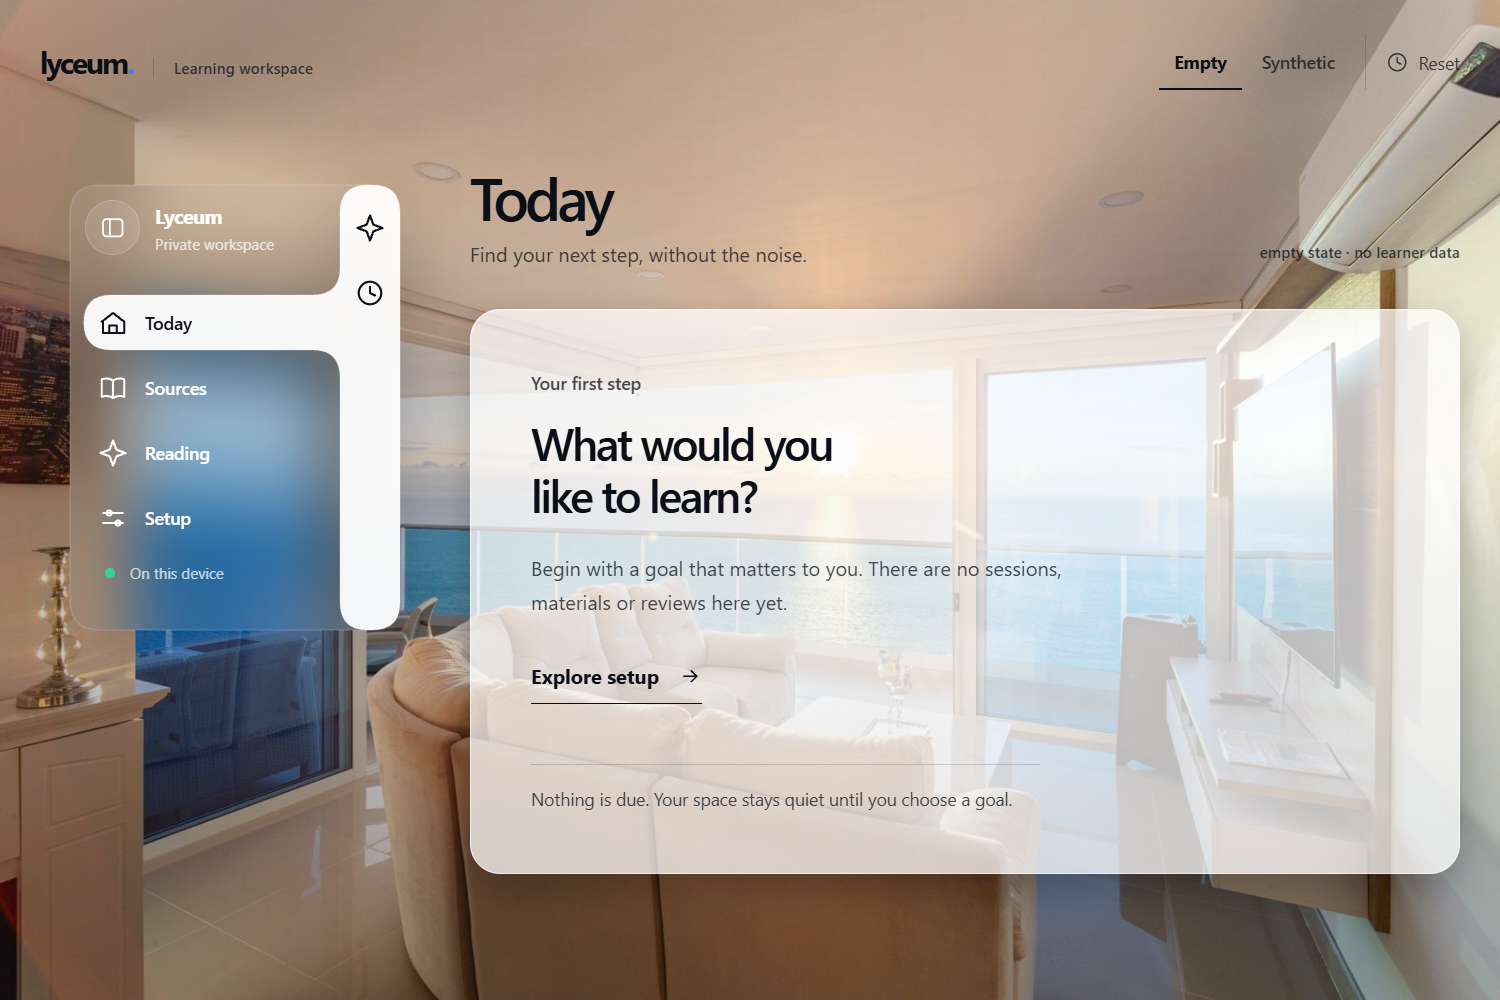 lyceum.
Learning workspace
Empty
Synthetic
Reset
Lyceum
Private workspace
Today
Sources
Reading
Setup
On this device
Today
Find your next step, without the noise.
empty state · no learner data
Your first step
What would you
like to learn?
Begin with a goal that matters to you. There are no sessions,
materials or reviews here yet.
Explore setup →
Nothing is due. Your space stays quiet until you choose a goal.